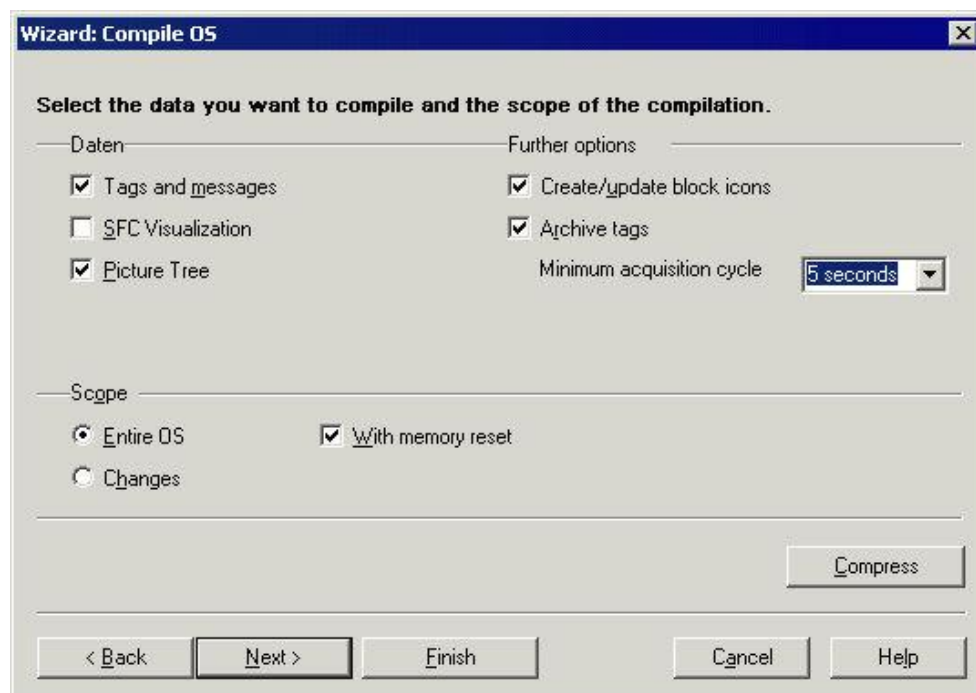 Wizard: Compile OS
Select the data you want to compile and the scope of the compilation.
Daten
Further options
Tags and messages
Create/update block icons
SFC Visualization
Archive tags
Picture Tree
Minimum acquisition cycle
5 seconds
Scope
Entire OS
With memory reset
Changes
Compress
< Back
Next >
Finish
Cancel
Help